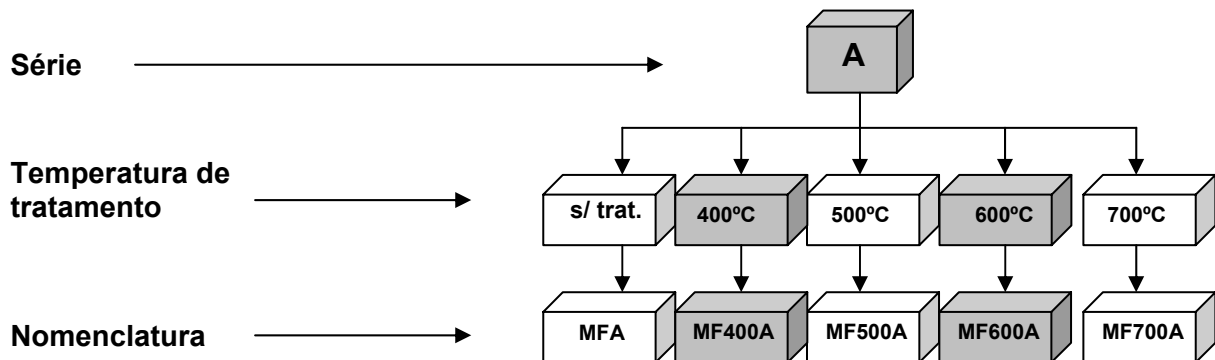 Série
A
Temperatura de
tratamento
s/ trat.
400ºC
500ºC
600ºC
700ºC
Nomenclatura
MFA
MF400A
MF500A
MF600A
MF700A